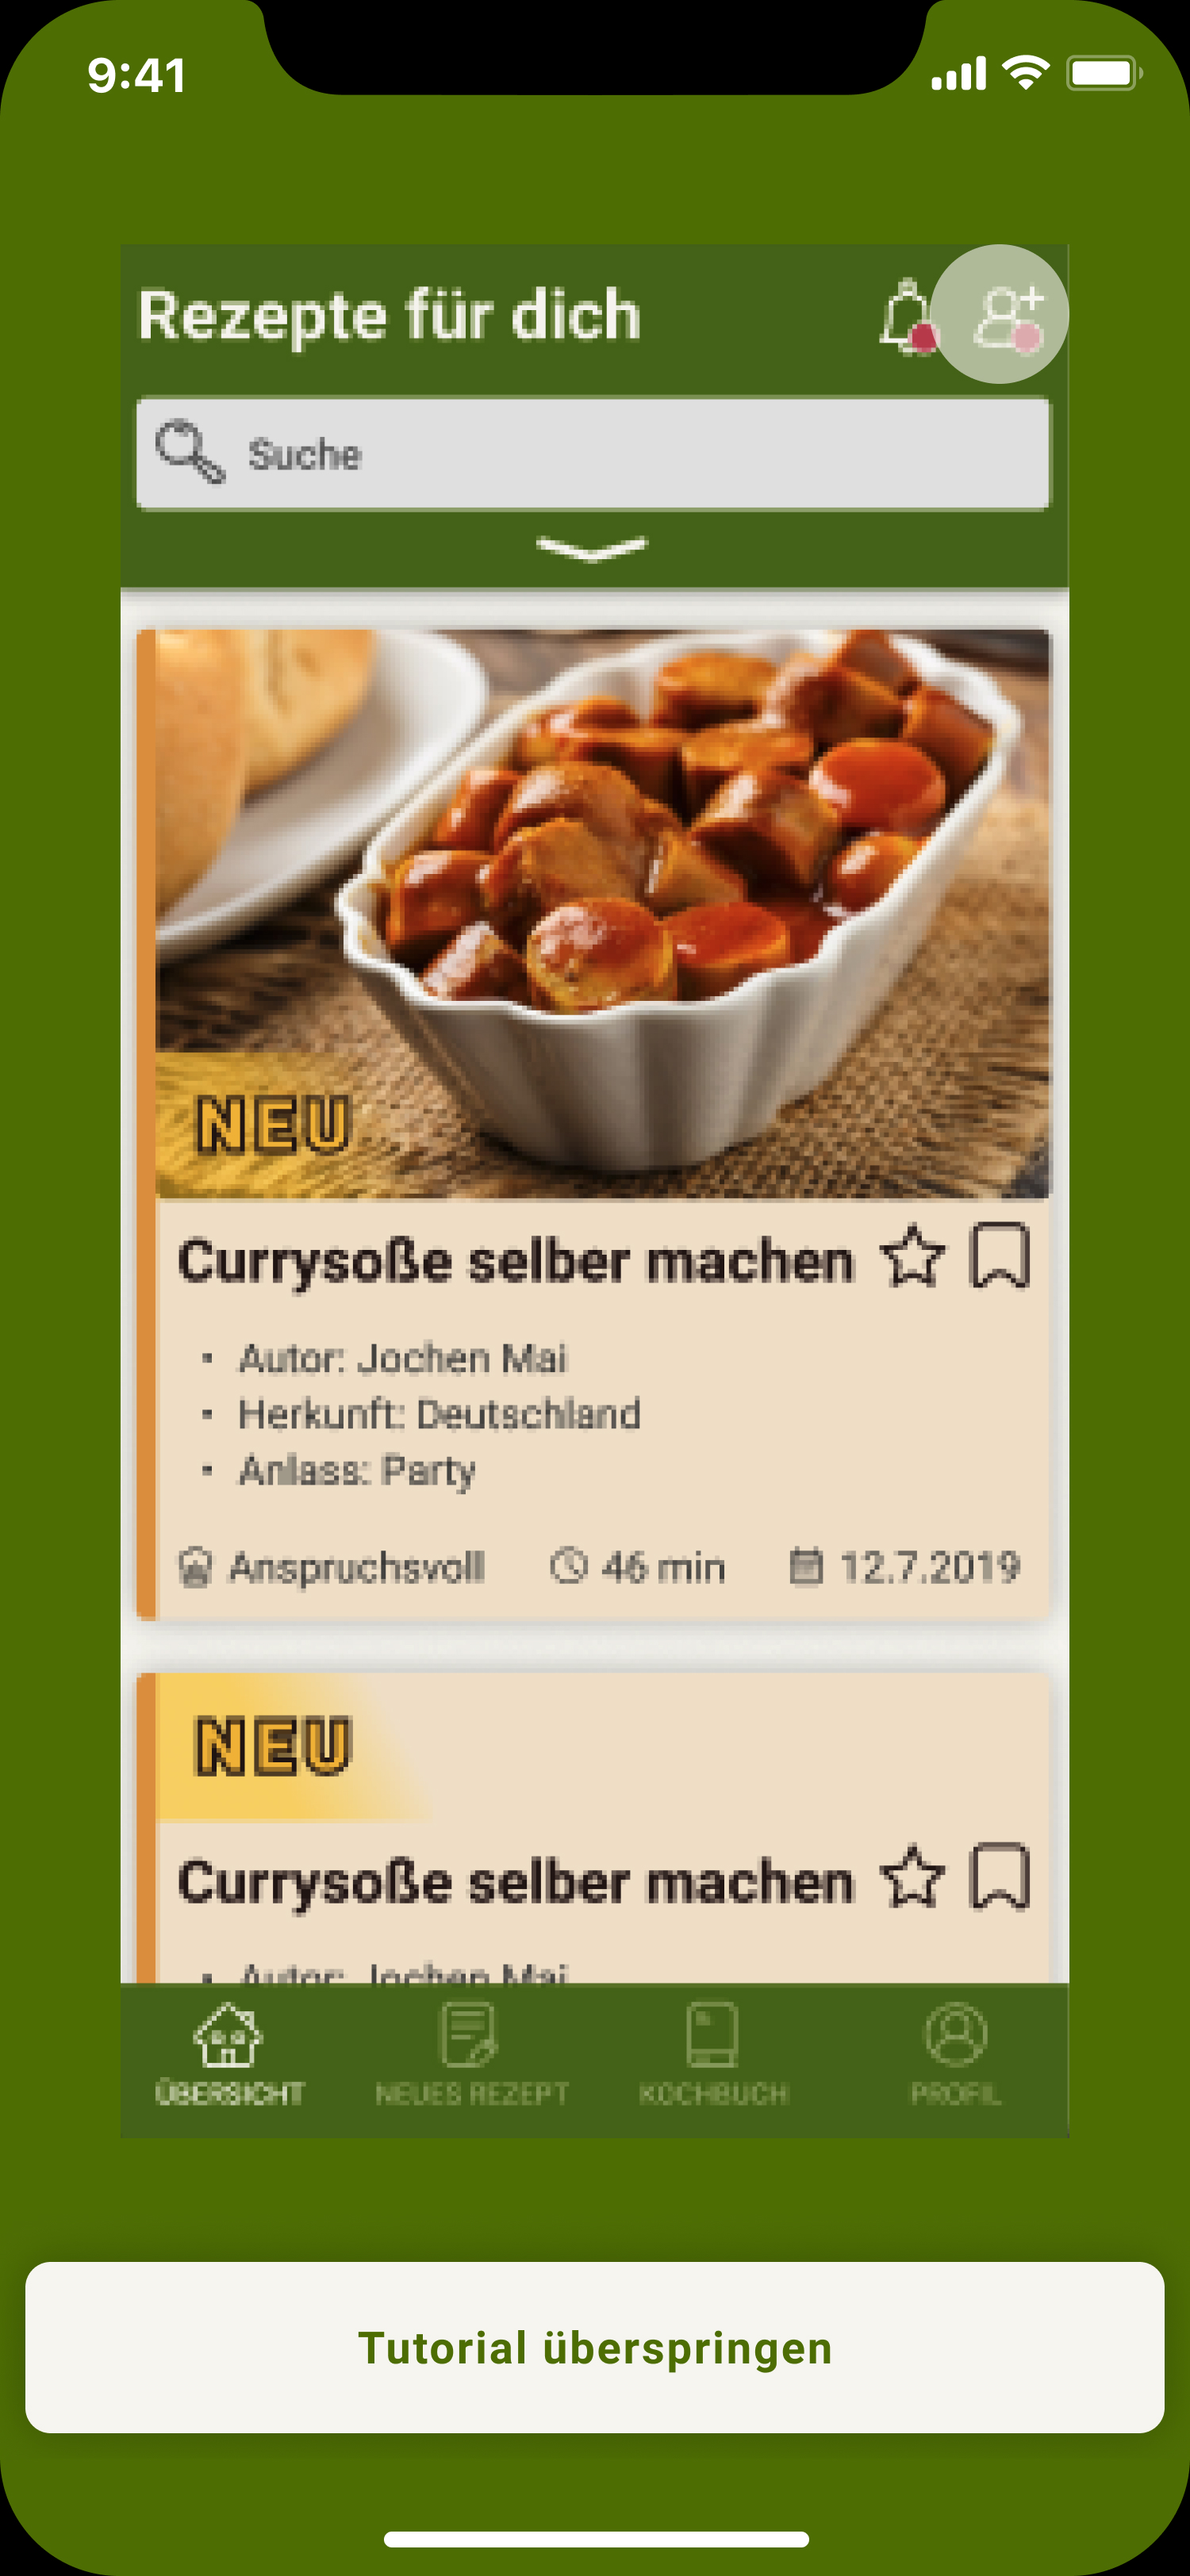 9:41
Rezepte für dich
Suche
NEU
Currysoße selber machen
Autor: Jochen Mai
Herkunft: Deutschland
Anlass: Party
Anspruchsvoll 46 min 12.7.2019
NEU
Currysoße selber machen
Autor: Jochen Mai
ÜBERSICHT NEUES REZEPT KOCHBUCH PROFIL
Tutorial überspringen